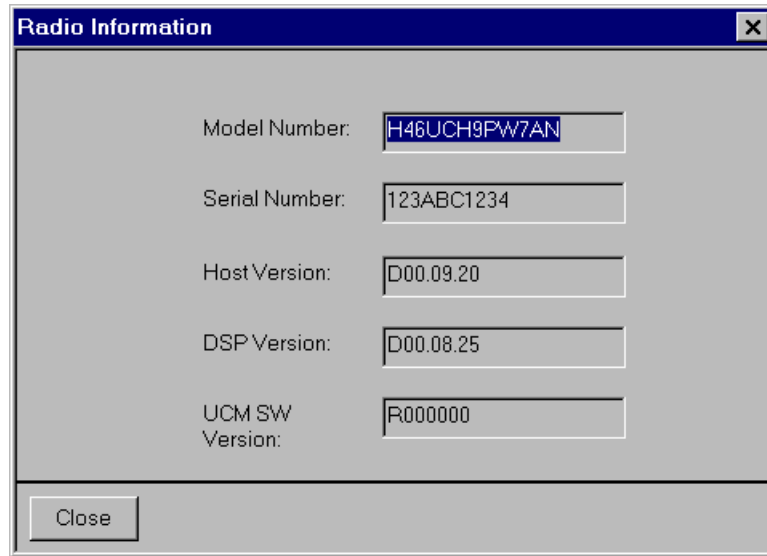 Radio Information
Model Number: H46UCH9PW7AN
Serial Number: 123ABC1234
Host Version: D00.09.20
DSP Version: D00.08.25
UCM SW R000000
Version:
Close